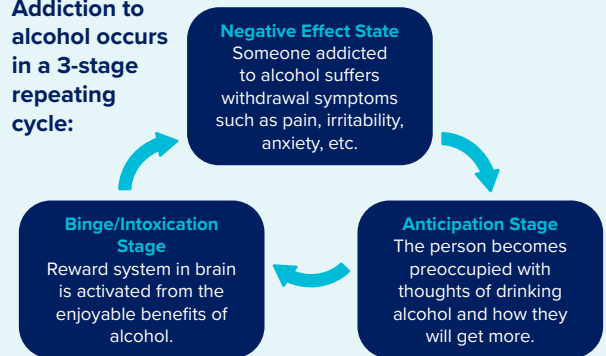 Addiction to
alcohol occurs
in a 3-stage
repeating
cycle:
Negative Effect State
Someone addicted
to alcohol suffers
withdrawal symptoms
such as pain, irritability,
anxiety, etc.
Binge/Intoxication
Stage
Reward system in brain
is activated from the
enjoyable benefits of
alcohol.
Anticipation Stage
The person becomes
preoccupied with
thoughts of drinking
alcohol and how they
will get more.